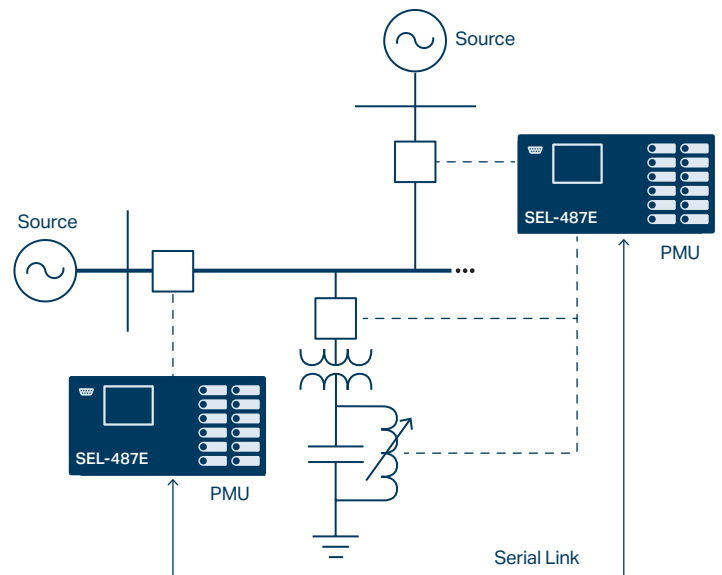 Source
SEL-487E
PMU
Source
SEL-487E
PMU
Serial Link